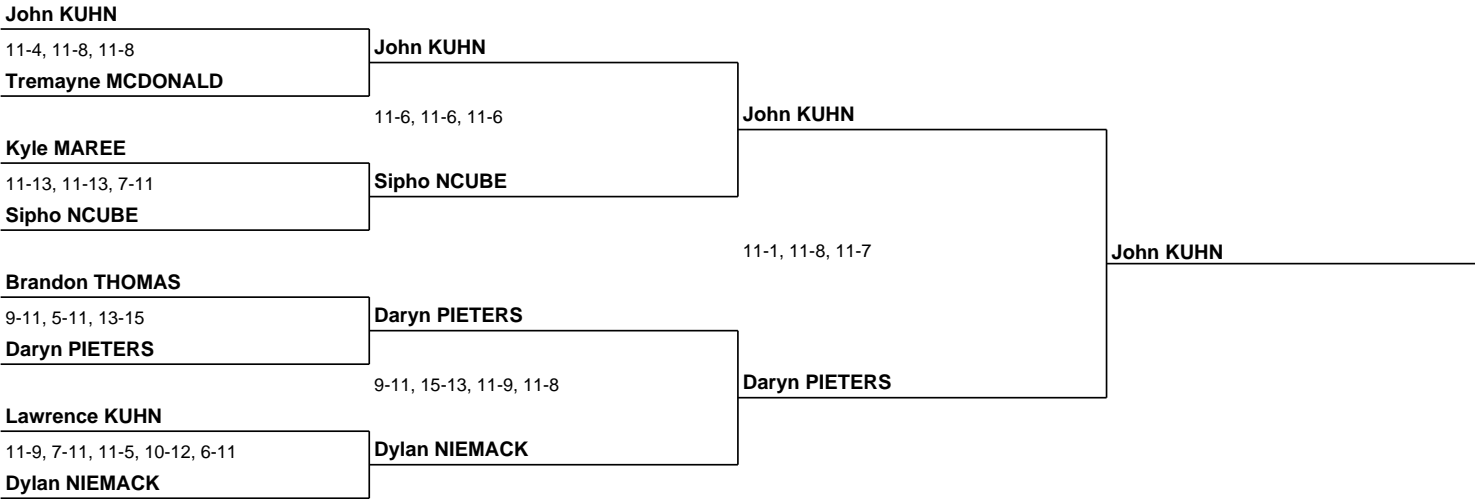 John KUHN
11-4, 11-8, 11-8
Tremayne MCDONALD
Kyle MAREE
11-13, 11-13, 7-11
Sipho NCUBE
Brandon THOMAS
9-11, 5-11, 13-15
Daryn PIETERS
Lawrence KUHN
11-9, 7-11, 11-5, 10-12, 6-11
Dylan NIEMACK
John KUHN
11-6, 11-6, 11-6
Sipho NCUBE
Daryn PIETERS
9-11, 15-13, 11-9, 11-8
Dylan NIEMACK
John KUHN
11-1, 11-8, 11-7
Daryn PIETERS
John KUHN